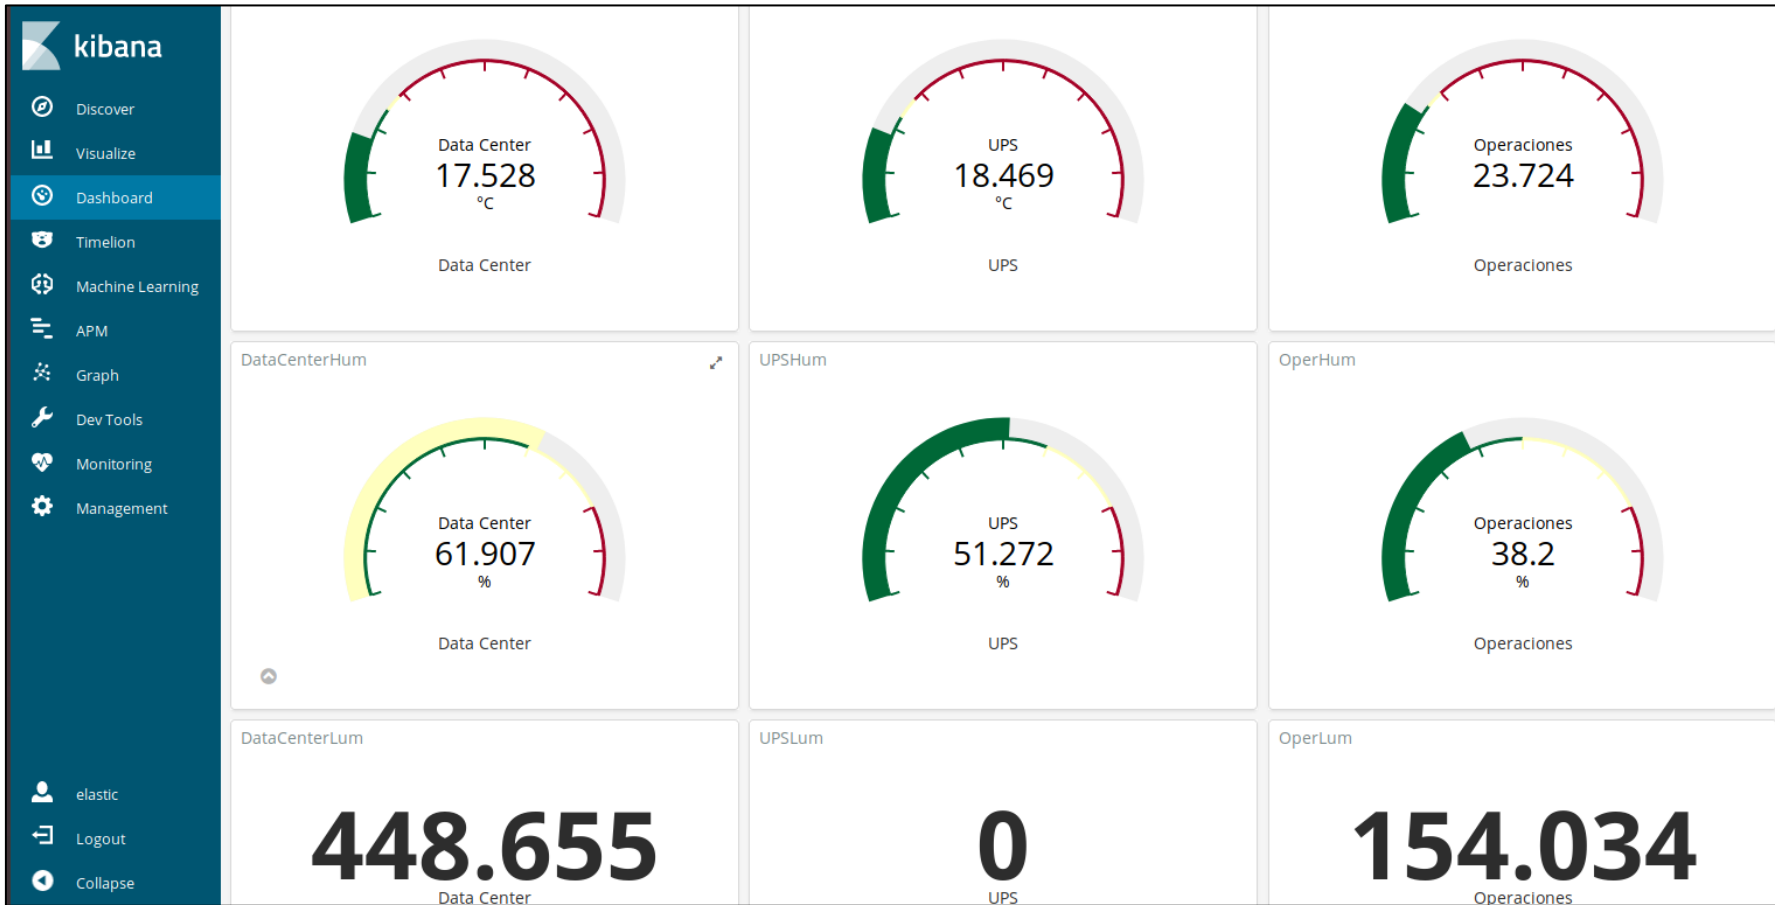 kibana
Discover
Visualize
Dashboard
Timelion
Machine Learning
APM
Graph
Dev Tools
Monitoring
Management
elastic
Logout
Collapse
Data Center
17.528
°C
Data Center
UPS
18.469
°C
UPS
Operaciones
23.724
Operaciones
DataCenterHum
Data Center
61.907
%
Data Center
UPSHum
UPS
51.272
%
UPS
OperHum
Operaciones
38.2
%
Operaciones
DataCenterLum
448.655
Data Center
UPSLum
0
UPS
OperLum
154.034
Operaciones